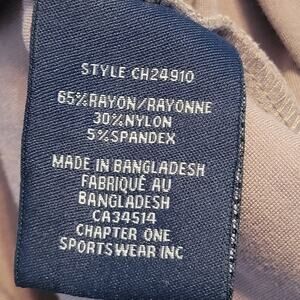 STYLE CH24910
65%RAYON/RAYONNE
30%NYLON
5%SPANDEX
MADE IN BANGLADESH
FABRIQUÉ AU
BANGLADESH
CA34514
CHAPTER ONE
SPORTSWEAR INC